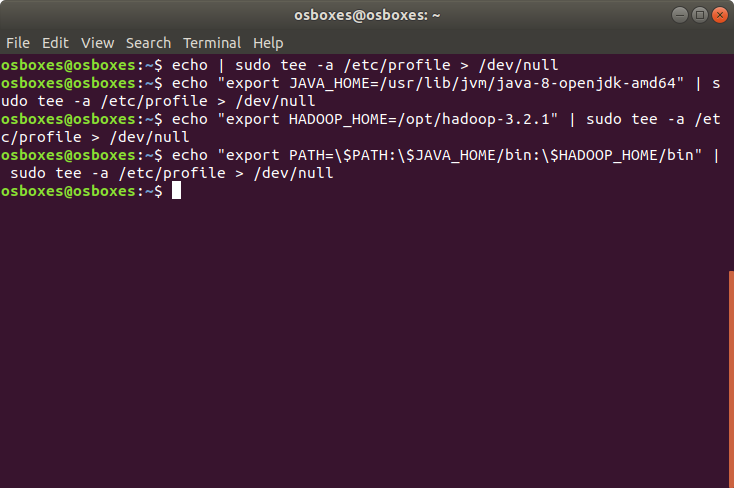 osboxes@osboxes: ~
File Edit View Search Terminal Help
osboxes@osboxes:~$ echo | sudo tee -a /etc/profile > /dev/null
osboxes@osboxes:~$ echo "export JAVA_HOME=/usr/lib/jvm/java-8-openjdk-amd64" | s
udo tee -a /etc/profile > /dev/null
osboxes@osboxes:~$ echo "export HADOOP_HOME=/opt/hadoop-3.2.1" | sudo tee -a /et
c/profile > /dev/null
osboxes@osboxes:~$ echo "export PATH=\$PATH:\$JAVA_HOME/bin:\$HADOOP_HOME/bin" |
 sudo tee -a /etc/profile > /dev/null
osboxes@osboxes:~$